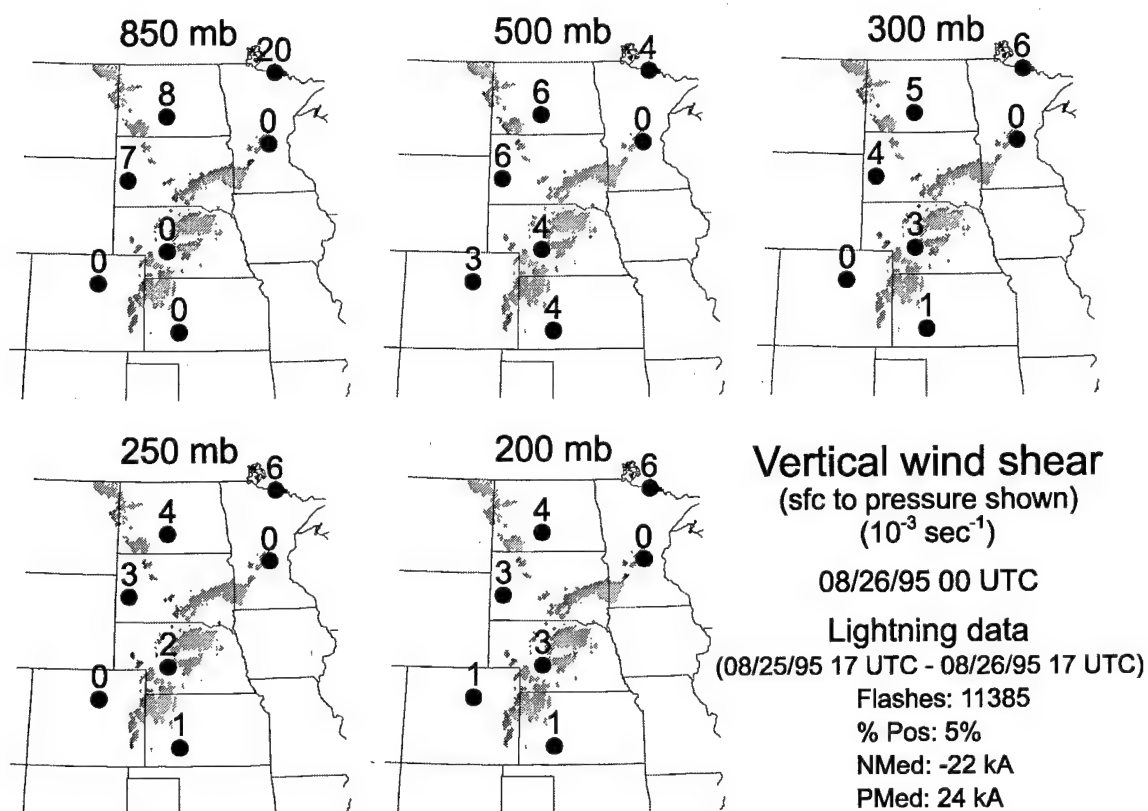 850 mb
20
8
0
7
0
0
0
500 mb
4
6
0
6
4
3
4
300 mb
6
5
0
4
3
0
1
250 mb
6
4
0
3
2
0
1
200 mb
6
4
0
3
3
1
1
Vertical wind shear
(sfc to pressure shown)
(10⁻³ sec⁻¹)
08/26/95 00 UTC
Lightning data
(08/25/95 17 UTC - 08/26/95 17 UTC)
Flashes: 11385
% Pos: 5%
NMed: -22 kA
PMed: 24 kA